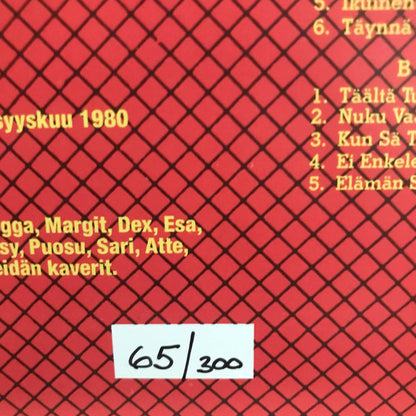 5. Ikuinen
6. Täynnä
B
1. Täältä Tu
2. Nuku Va
3. Kun Sä T
4. Ei Enkele
5. Elämän S
syyskuu 1980
gga, Margit, Dex, Esa,
sy, Puosu, Sari, Atte,
eidän kaverit.
65/300